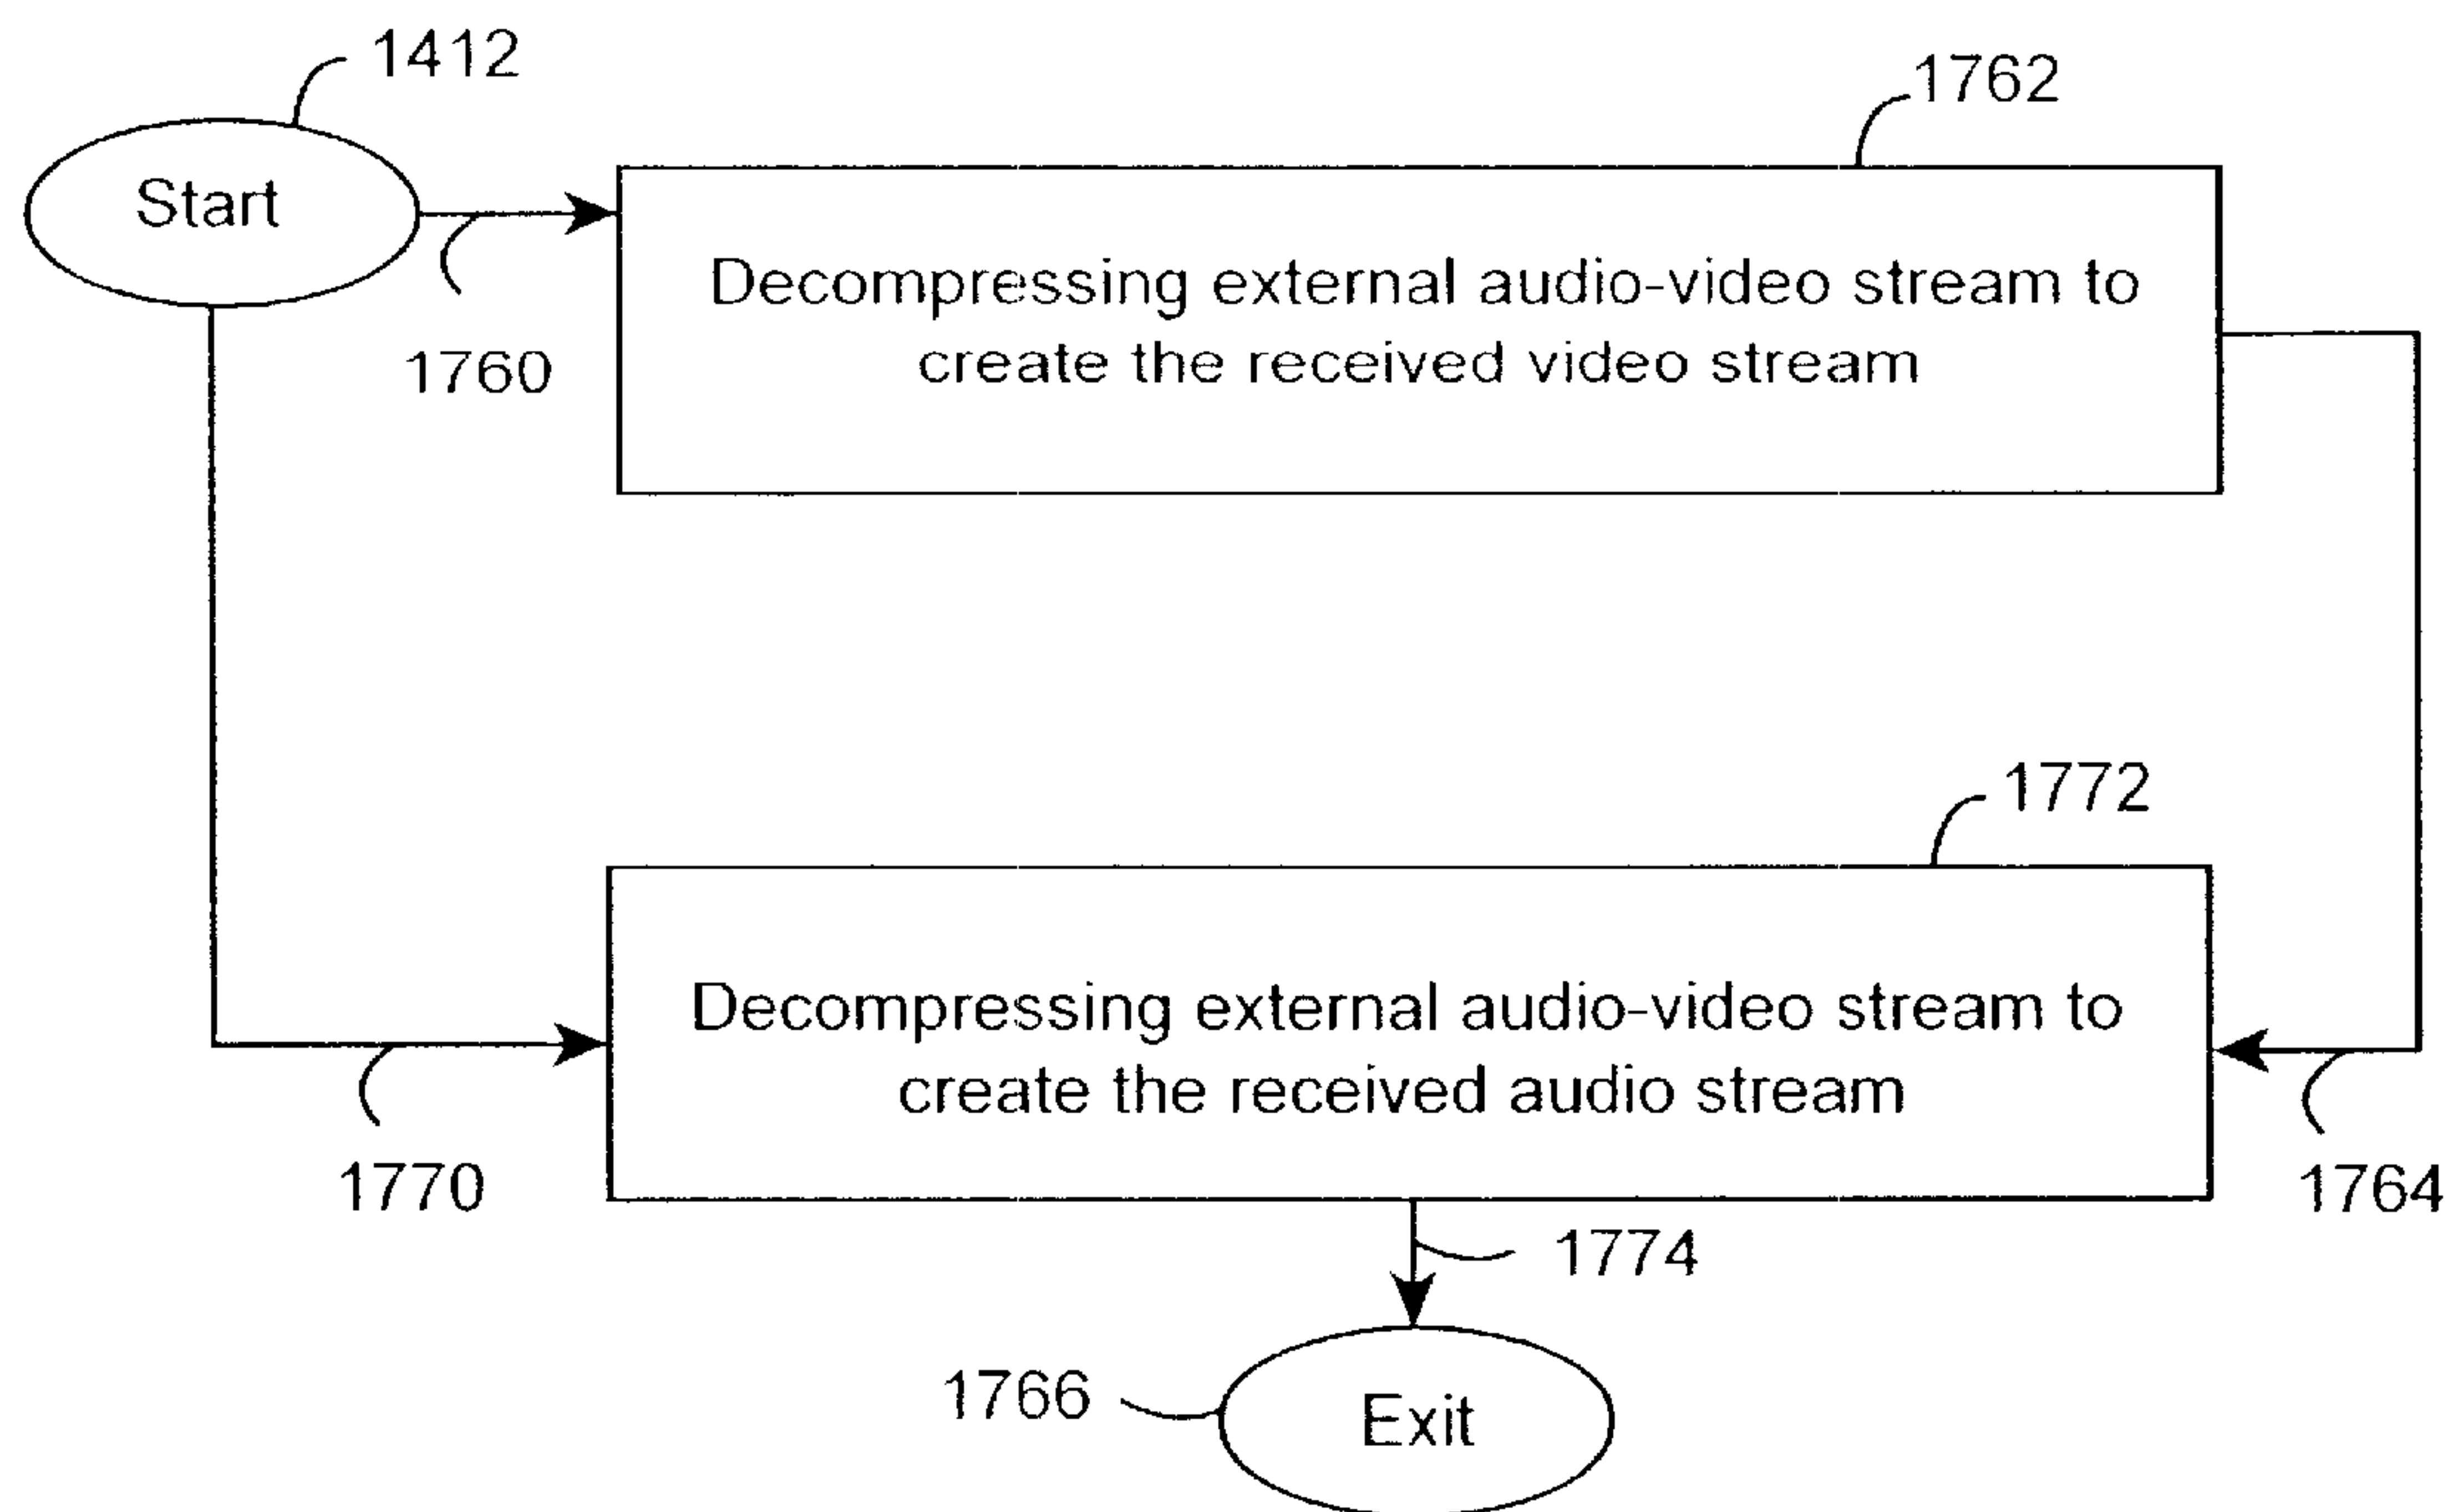 1412
1762
Start
Decompressing external audio-video stream to
create the received video stream
1760
1772
Decompressing external audio-video stream to
create the received audio stream
1770
1764
1774
1766
Exit